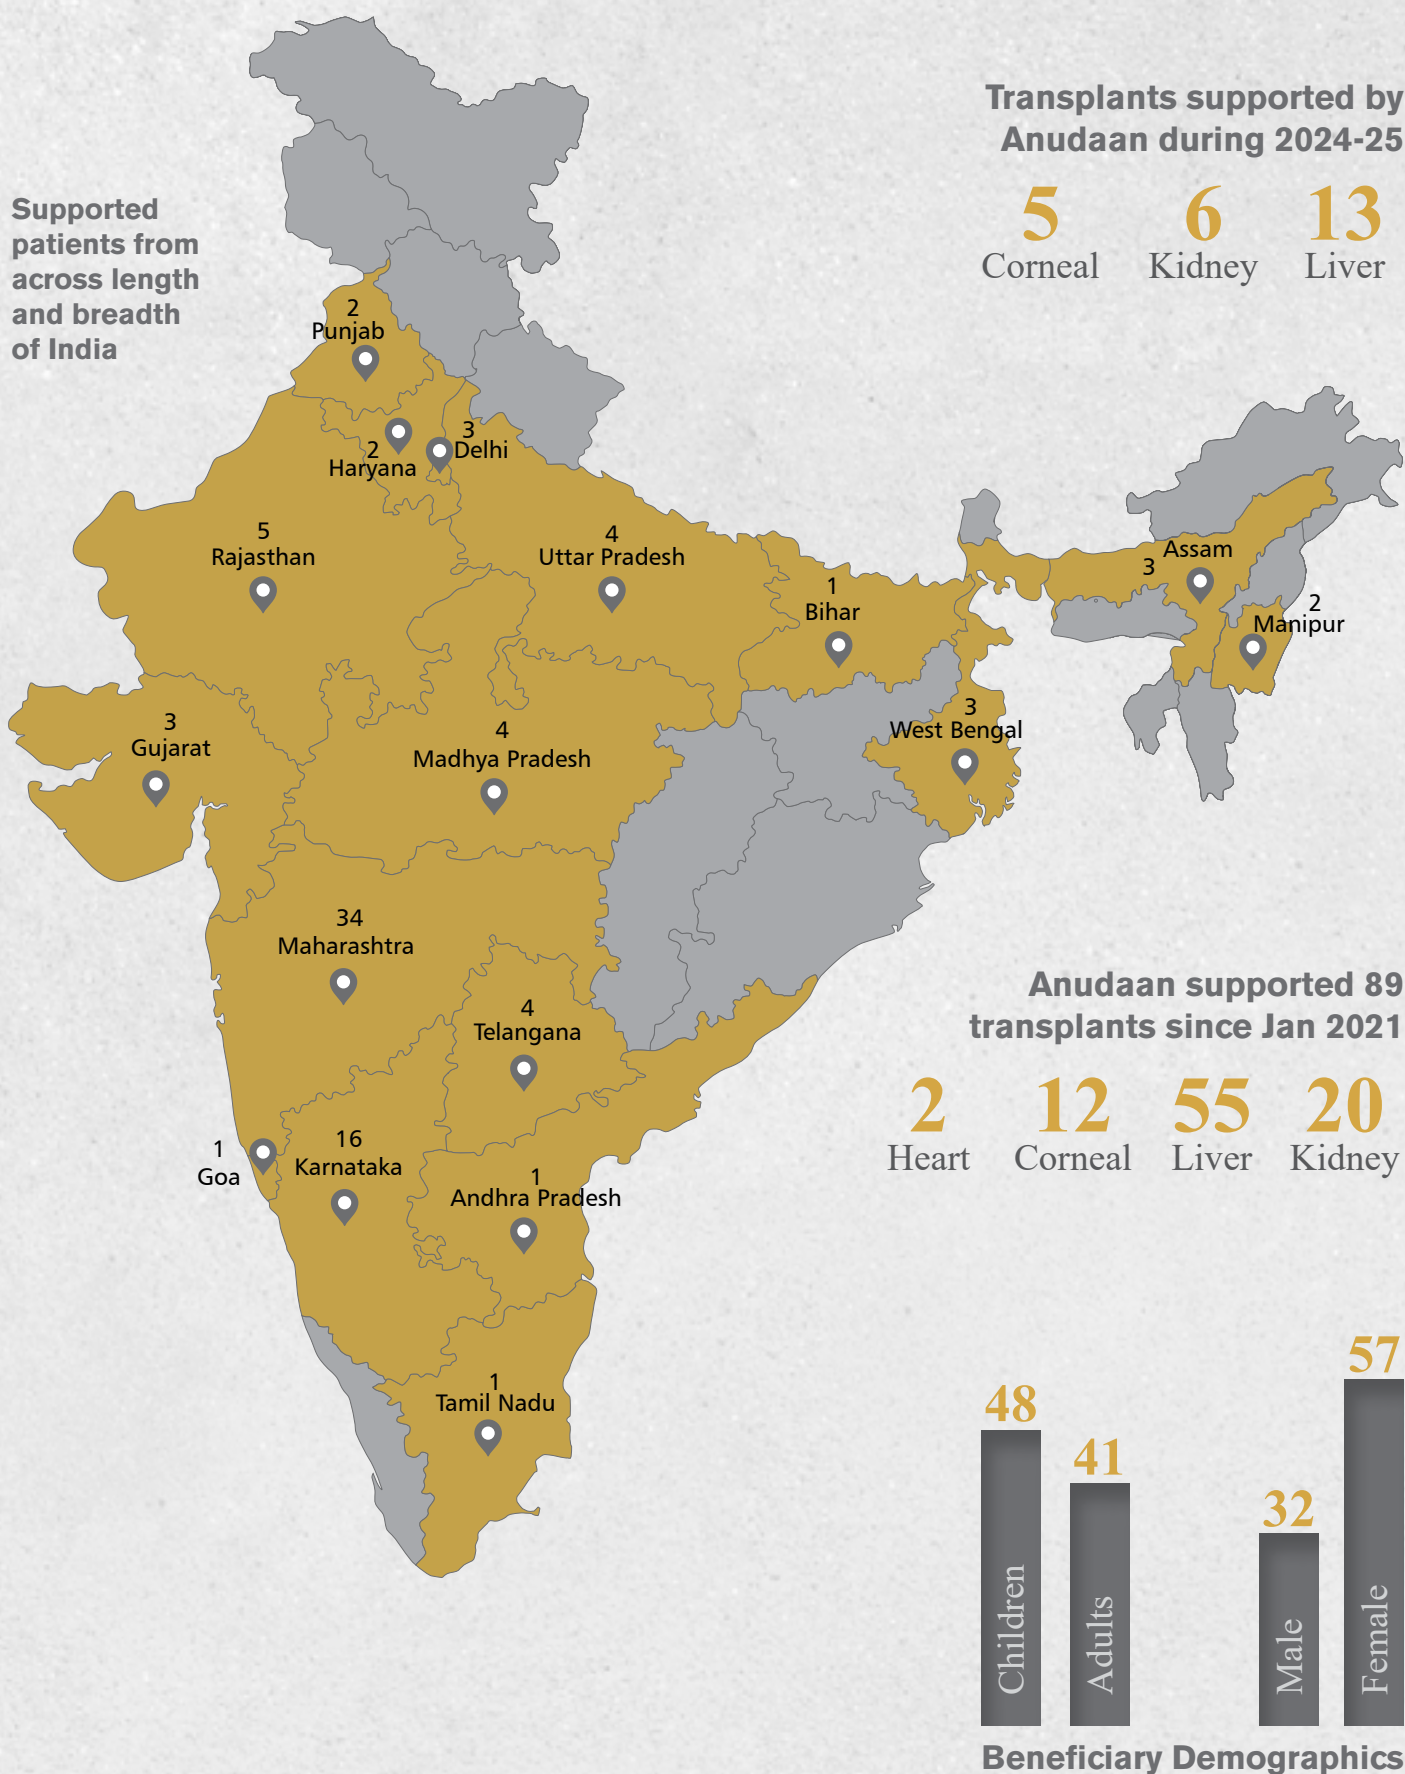 Transplants supported by
Anudaan during 2024-25
5
Corneal
6
Kidney
13
Liver
Supported
patients from
across length
and breadth
of India
2
Punjab
2
Haryana
3
Delhi
5
Rajasthan
4
Uttar Pradesh
1
Bihar
Assam
3
2
Manipur
3
Gujarat
4
Madhya Pradesh
3
West Bengal
34
Maharashtra
4
Telangana
1
Goa
16
Karnataka
1
Andhra Pradesh
1
Tamil Nadu
Anudaan supported 89
transplants since Jan 2021
2
Heart
12
Corneal
55
Liver
20
Kidney
48
Children
41
Adults
32
Male
57
Female
Beneficiary Demographics